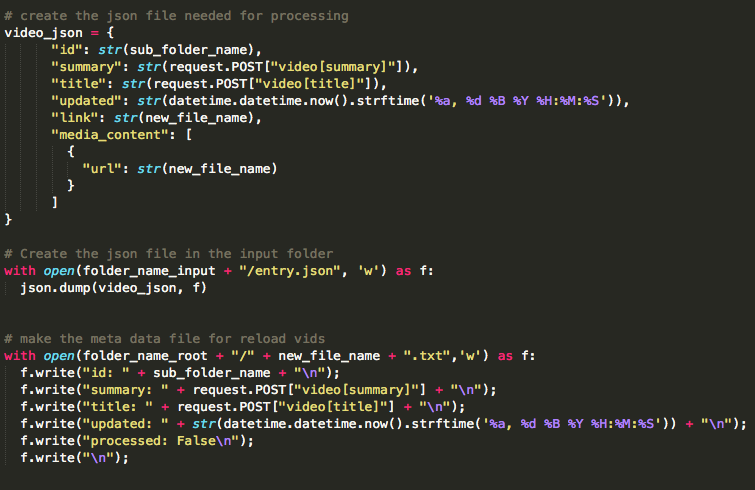 # create the json file needed for processing
video_json = {
"id": str(sub_folder_name),
"summary": str(request.POST["video[summary]"]),
"title": str(request.POST["video[title]"]),
"updated": str(datetime.datetime.now().strftime('%a, %d %B %Y %H:%M:%S')),
"link": str(new_file_name),
"media_content": [
{
"url": str(new_file_name)
}
]
}
# Create the json file in the input folder
with open(folder_name_input + "/entry.json", 'w') as f:
json.dump(video_json, f)
# make the meta data file for reload vids
with open(folder_name_root + "/" + new_file_name + ".txt",'w') as f:
f.write("id: " + sub_folder_name + "\n");
f.write("summary: " + request.POST["video[summary]"] + "\n");
f.write("title: " + request.POST["video[title]"] + "\n");
f.write("updated: " + str(datetime.datetime.now().strftime('%a, %d %B %Y %H:%M:%S')) + "\n");
f.write("processed: False\n");
f.write("\n");